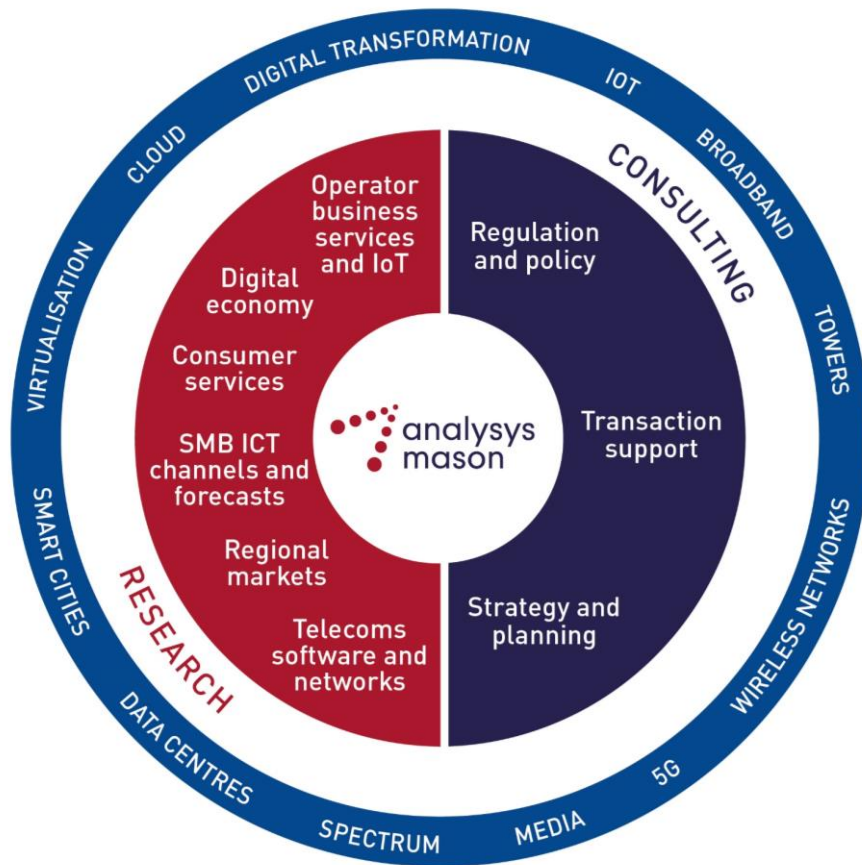 DIGITAL TRANSFORMATION
IOT
BROADBAND
TOWERS
WIRELESS NETWORKS
5G
MEDIA
SPECTRUM
DATA CENTRES
SMART CITIES
VIRTUALISATION
CLOUD
CONSULTING
Regulation
and policy
Transaction
support
Strategy and
planning
RESEARCH
Operator
business
services
and IoT
Digital
economy
Consumer
services
SMB ICT
channels and
forecasts
Regional
markets
Telecoms
software and
networks
analysys
mason